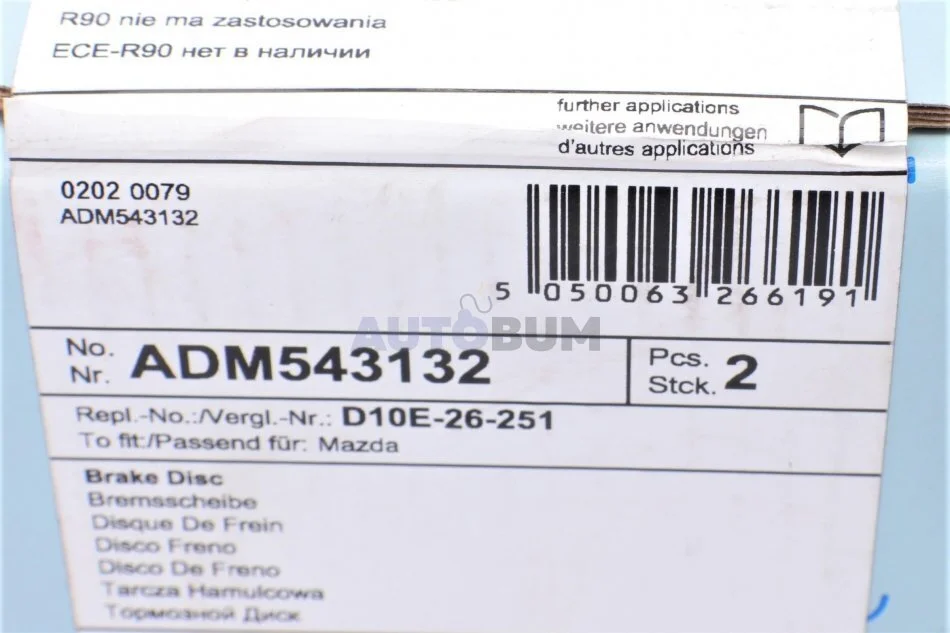 R90 nie ma zastosowania
ECE-R90 нет в наличии
further applications
weitere anwendungen
d'autres applications
0202 0079
ADM543132
5 050063 266191
AUTOBUM
No. ADM543132
Nr.
Pcs. 2
Stck.
Repl.-No.:/Vergl.-Nr.: D10E-26-251
To fit:/Passend für: Mazda
Brake Disc
Bremsscheibe
Disque De Frein
Disco Freno
Disco De Freno
Tarcza Hamulcowa
Тормозной Диск